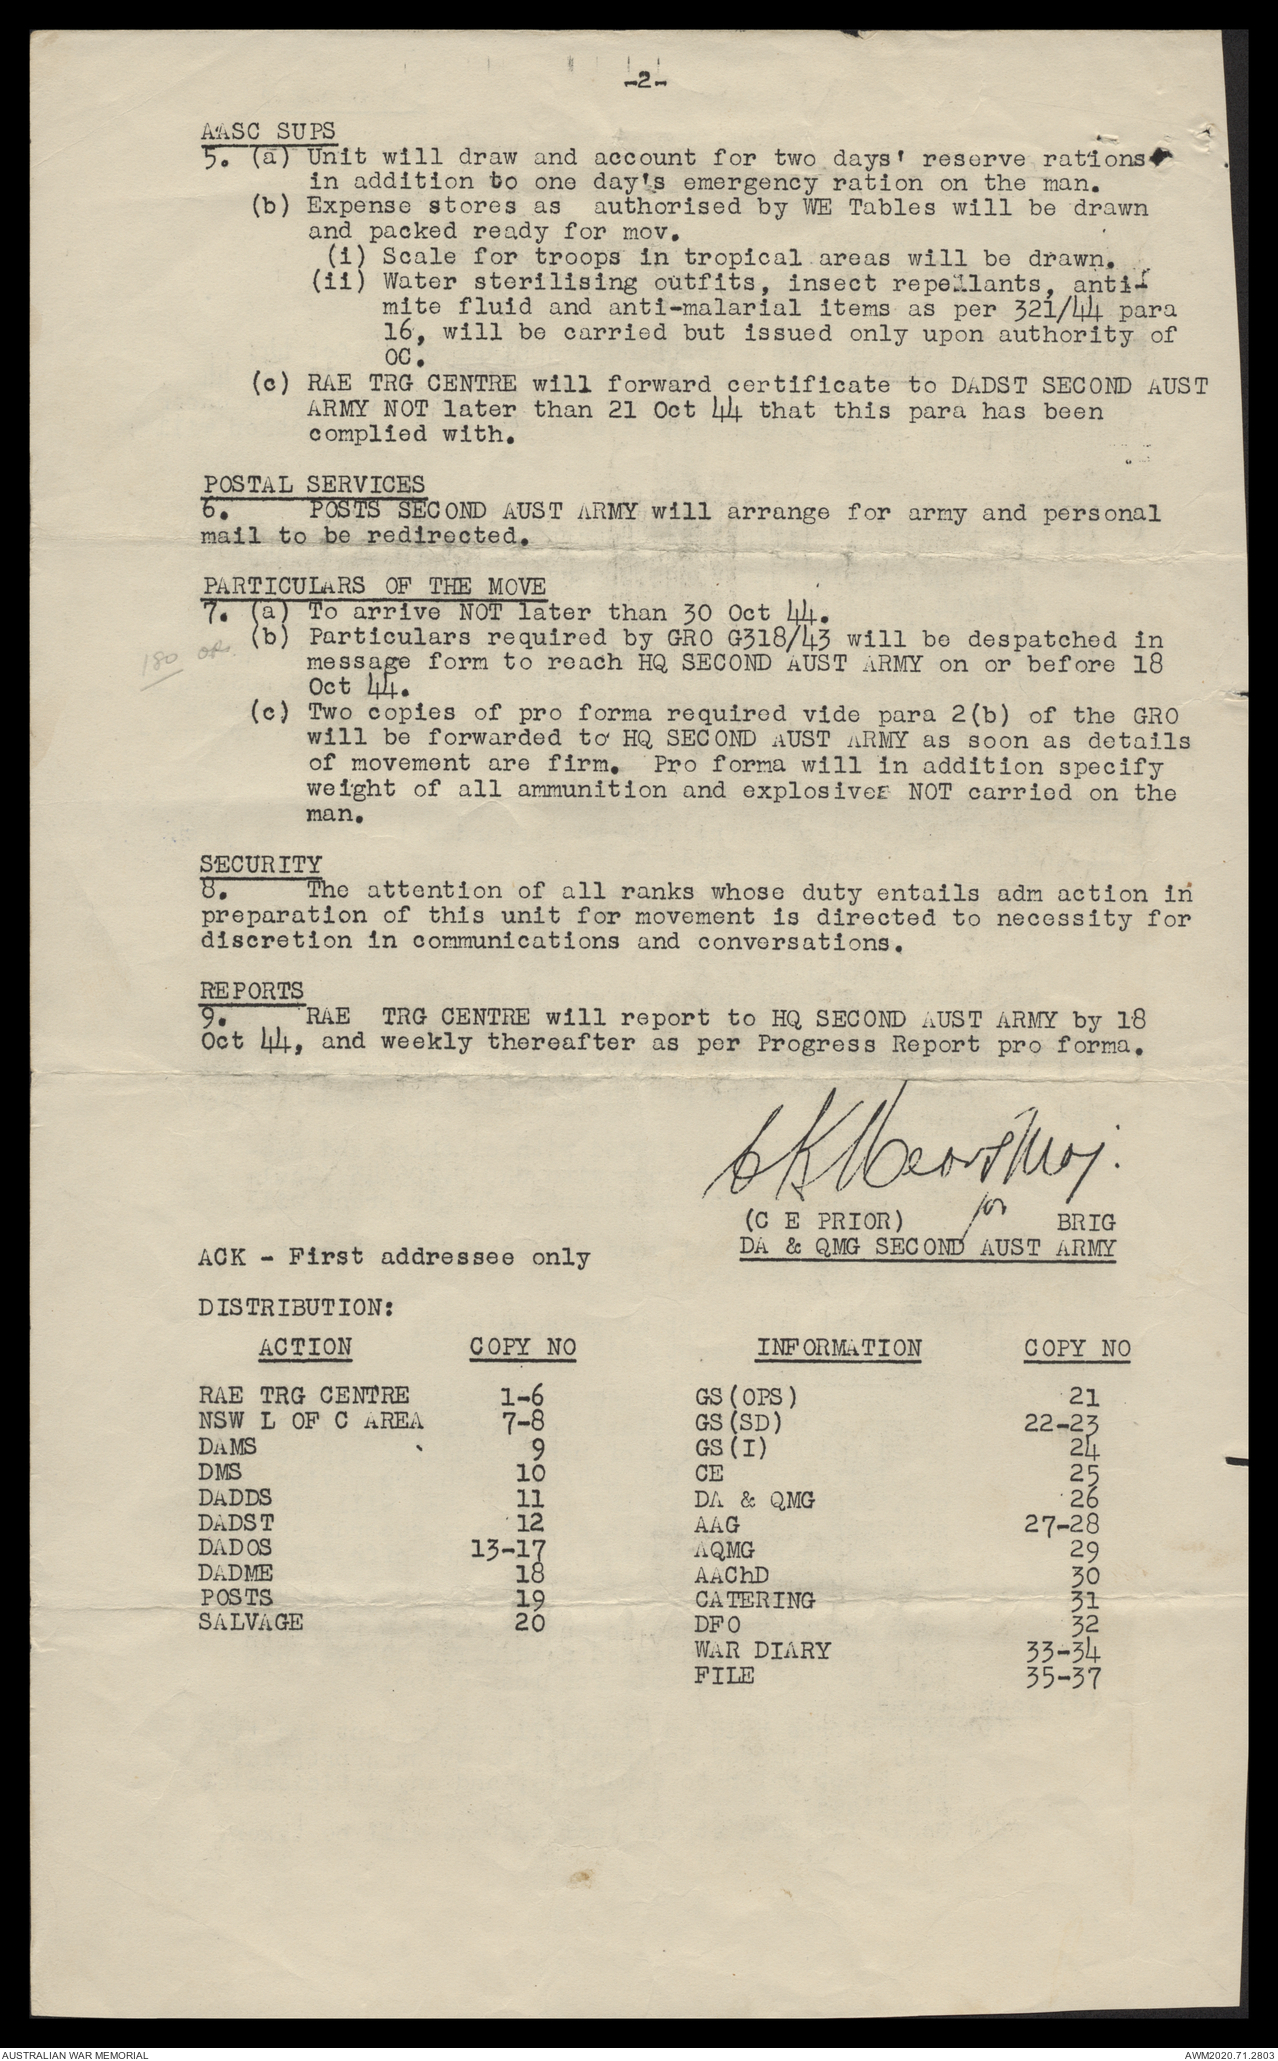 -2-
AASC SUPS
5. (a) Unit will draw and account for two days' reserve rations
in addition to one day's emergency ration on the man.
(b) Expense stores as authorised by WE Tables will be drawn
and packed ready for mov.
(i) Scale for troops in tropical areas will be drawn.
(ii) Water sterilising outfits, insect repellants, anti-
mite fluid and anti-malarial items as per 321/44 para
16, will be carried but issued only upon authority of
OC.
(c) RAE TRG CENTRE will forward certificate to DADST SECOND AUST
ARMY NOT later than 21 Oct 44 that this para has been
complied with.
POSTAL SERVICES
6. POSTS SECOND AUST ARMY will arrange for army and personal
mail to be redirected.
PARTICULARS OF THE MOVE
7. (a) To arrive NOT later than 30 Oct 44.
(b) Particulars required by GRO G318/43 will be despatched in
180 ORs.
message form to reach HQ SECOND AUST ARMY on or before 18
Oct 44.
(c) Two copies of pro forma required vide para 2(b) of the GRO
will be forwarded to HQ SECOND AUST ARMY as soon as details
of movement are firm. Pro forma will in addition specify
weight of all ammunition and explosives NOT carried on the
man.
SECURITY
8. The attention of all ranks whose duty entails adm action in
preparation of this unit for movement is directed to necessity for
discretion in communications and conversations.
REPORTS
9. RAE TRG CENTRE will report to HQ SECOND AUST ARMY by 18
Oct 44, and weekly thereafter as per Progress Report pro forma.
Maj.
(C E PRIOR) for BRIG
DA & QMG SECOND AUST ARMY
ACK - First addressee only
DISTRIBUTION:
ACTION COPY NO INFORMATION COPY NO
RAE TRG CENTRE 1-6 GS(OPS) 21
NSW L OF C AREA 7-8 GS(SD) 22-23
DAMS 9 GS(I) 24
DMS 10 CE 25
DADDS 11 DA & QMG 26
DADST 12 AAG 27-28
DADOS 13-17 AQMG 29
DADME 18 AAChD 30
POSTS 19 CATERING 31
SALVAGE 20 DFO 32
WAR DIARY 33-34
FILE 35-37
AUSTRALIAN WAR MEMORIAL AWM2020.71.2803